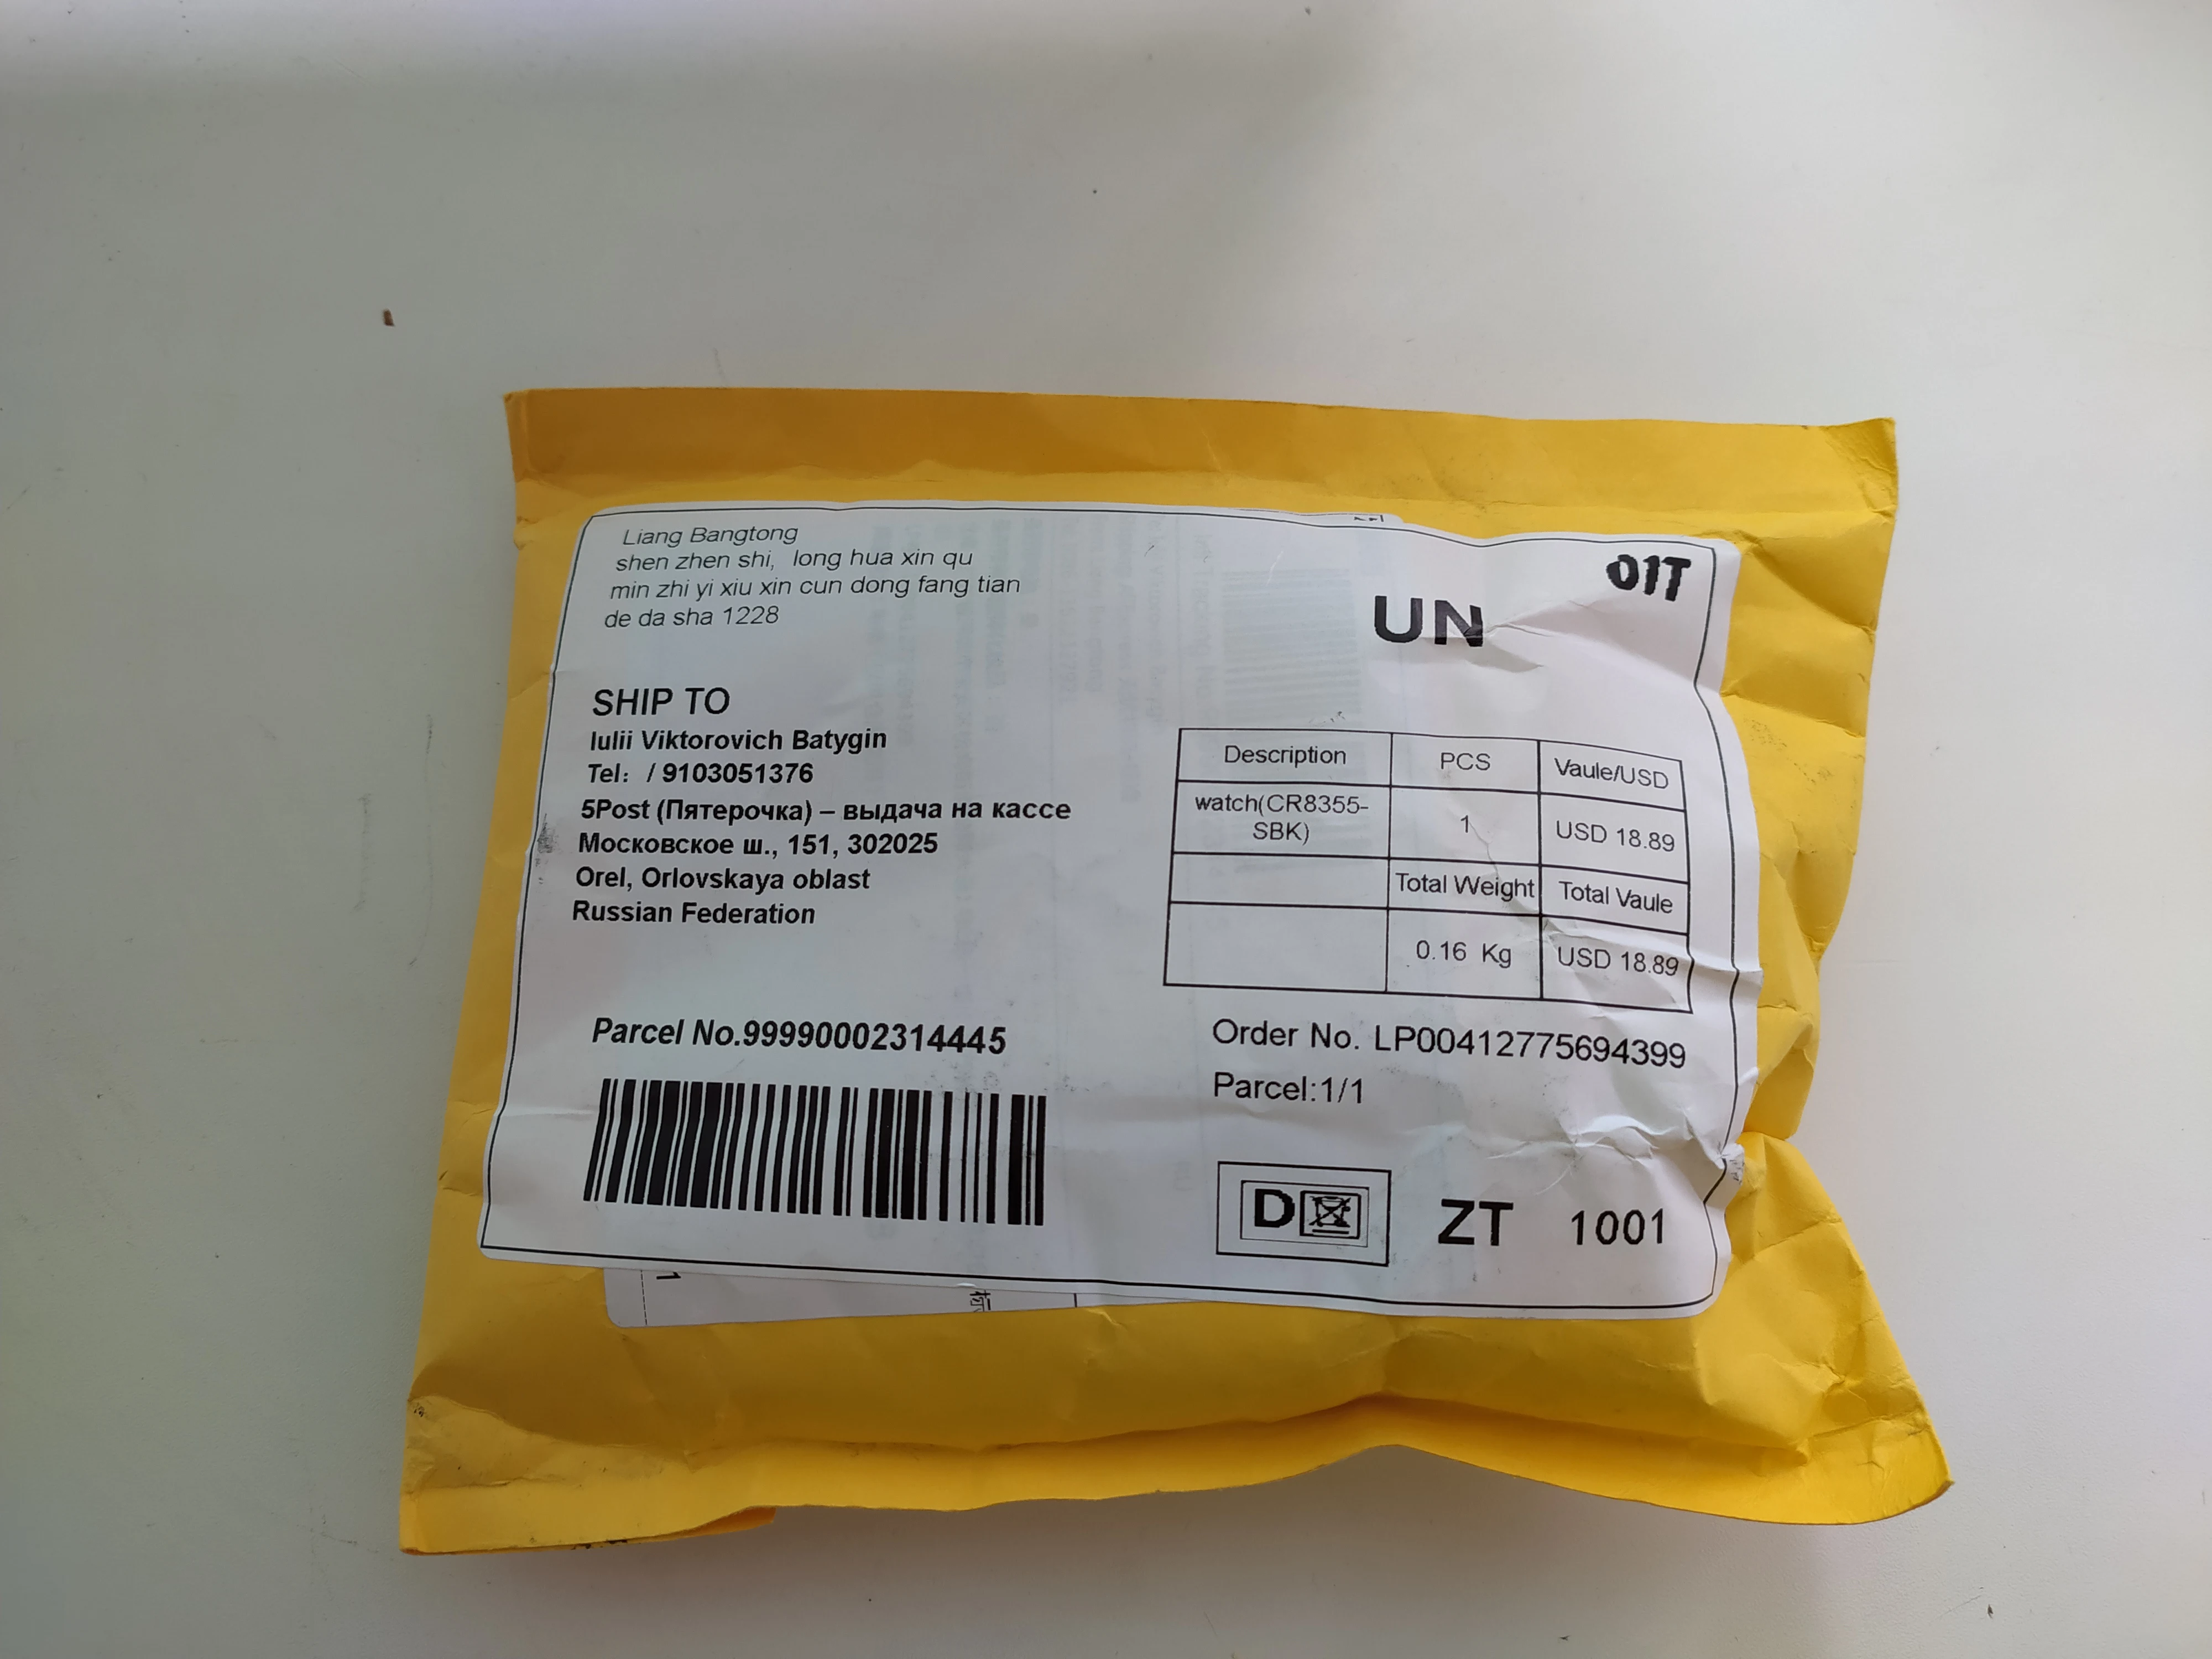 Liang Bangtong
shen zhen shi, long hua xin qu
min zhi yi xiu xin cun dong fang tian
de da sha 1228
01T
UN
SHIP TO
Iulii Viktorovich Batygin
Tel: / 9103051376
5Post (Пятерочка) – выдача на кассе
Московское ш., 151, 302025
Orel, Orlovskaya oblast
Russian Federation
Description PCS Vaule/USD
watch(CR8355-
SBK) 1 USD 18.89
Total Weight Total Vaule
0.16 Kg USD 18.89
Parcel No.99990002314445
Order No. LP00412775694399
Parcel:1/1
D
ZT 1001
1